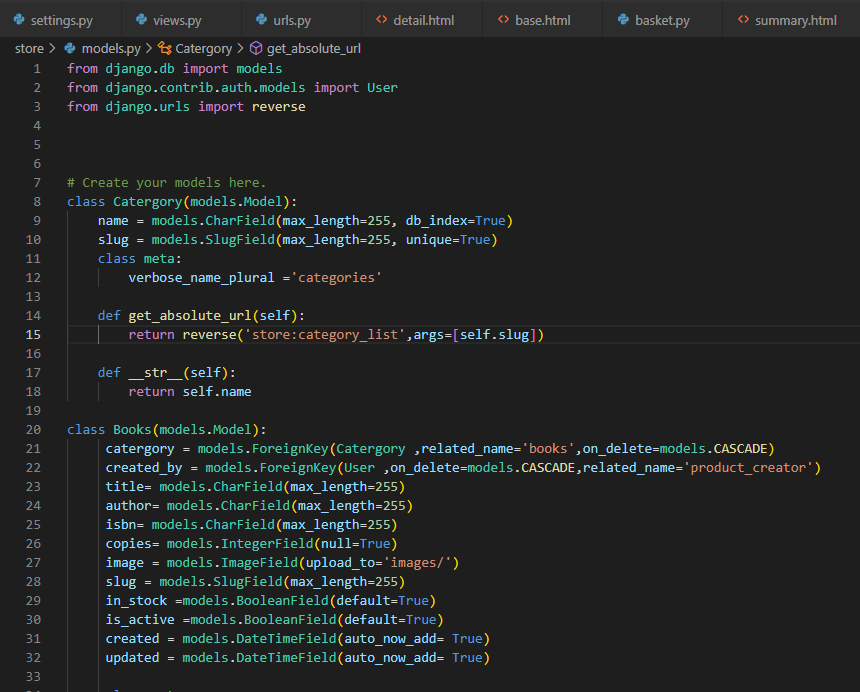 settings.py views.py urls.py detail.html base.html basket.py summary.html
store > models.py > Catergory > get_absolute_url
1 from django.db import models
2 from django.contrib.auth.models import User
3 from django.urls import reverse
4
5
6
7 # Create your models here.
8 class Catergory(models.Model):
9     name = models.CharField(max_length=255, db_index=True)
10     slug = models.SlugField(max_length=255, unique=True)
11     class meta:
12         verbose_name_plural ='categories'
13
14     def get_absolute_url(self):
15         return reverse('store:category_list',args=[self.slug])
16
17     def __str__(self):
18         return self.name
19
20 class Books(models.Model):
21      catergory = models.ForeignKey(Catergory ,related_name='books',on_delete=models.CASCADE)
22      created_by = models.ForeignKey(User ,on_delete=models.CASCADE,related_name='product_creator')
23      title= models.CharField(max_length=255)
24      author= models.CharField(max_length=255)
25      isbn= models.CharField(max_length=255)
26      copies= models.IntegerField(null=True)
27      image = models.ImageField(upload_to='images/')
28      slug = models.SlugField(max_length=255)
29      in_stock =models.BooleanField(default=True)
30      is_active =models.BooleanField(default=True)
31      created = models.DateTimeField(auto_now_add= True)
32      updated = models.DateTimeField(auto_now_add= True)
33